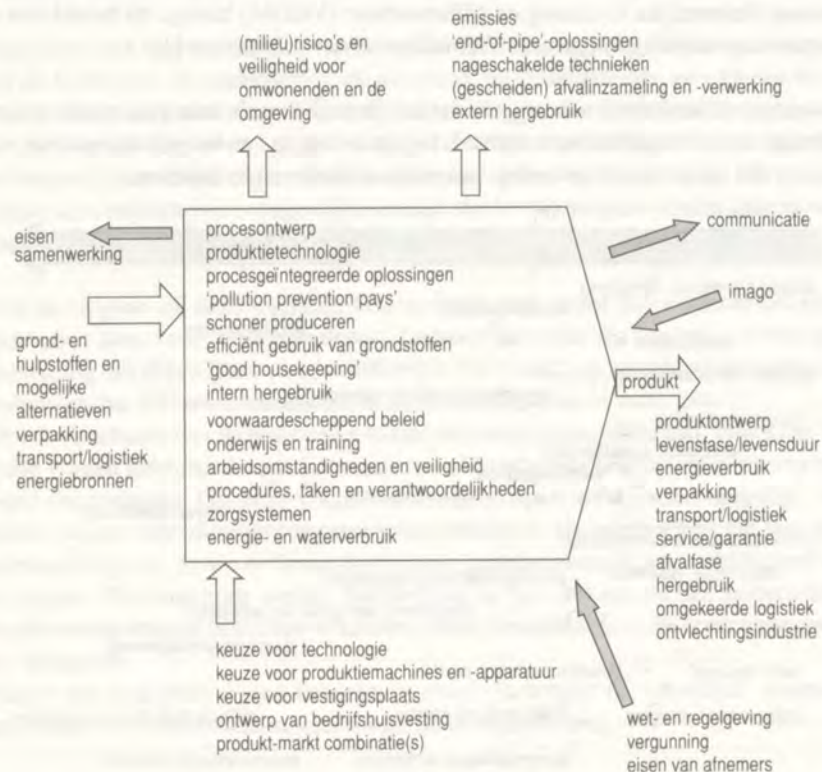 (milieu)risico's en
veiligheid voor
omwonenden en de
omgeving
emissies
'end-of-pipe'-oplossingen
nageschakelde technieken
(gescheiden) afvalinzameling en -verwerking
extern hergebruik
eisen
samenwerking
grond- en
hulpstoffen en
mogelijke
alternatieven
verpakking
transport/logistiek
energiebronnen
procesontwerp
produktietechnologie
procesgeïntegreerde oplossingen
'pollution prevention pays'
schoner produceren
efficiënt gebruik van grondstoffen
'good housekeeping'
intern hergebruik
voorwaardescheppend beleid
onderwijs en training
arbeidsomstandigheden en veiligheid
procedures, taken en verantwoordelijkheden
zorgsystemen
energie- en waterverbruik
communicatie
imago
produkt
produktontwerp
levensfase/levensduur
energieverbruik
verpakking
transport/logistiek
service/garantie
afvalfase
hergebruik
omgekeerde logistiek
ontvlechtingsindustrie
keuze voor technologie
keuze voor produktiemachines en -apparatuur
keuze voor vestigingsplaats
ontwerp van bedrijfshuisvesting
produkt-markt combinatie(s)
wet- en regelgeving
vergunning
eisen van afnemers